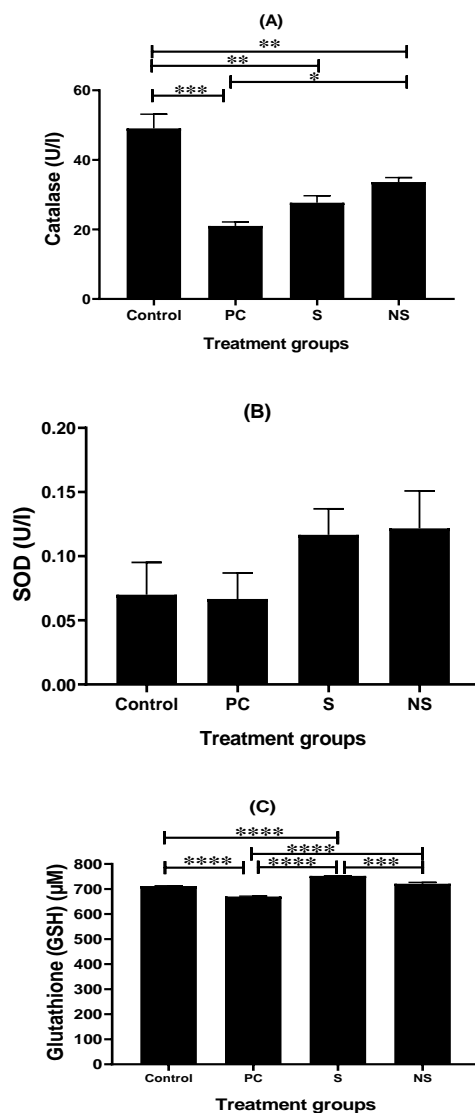 (A)
**
**
*
***
Catalase (U/l)
60
40
20
0
Control PC S NS
Treatment groups
(B)
SOD (U/l)
0.20
0.15
0.10
0.05
0.00
Control PC S NS
Treatment groups
(C)
****
****
**** **** ***
Glutathione (GSH) (µM)
800
700
600
500
400
300
200
100
0
Control PC S NS
Treatment groups